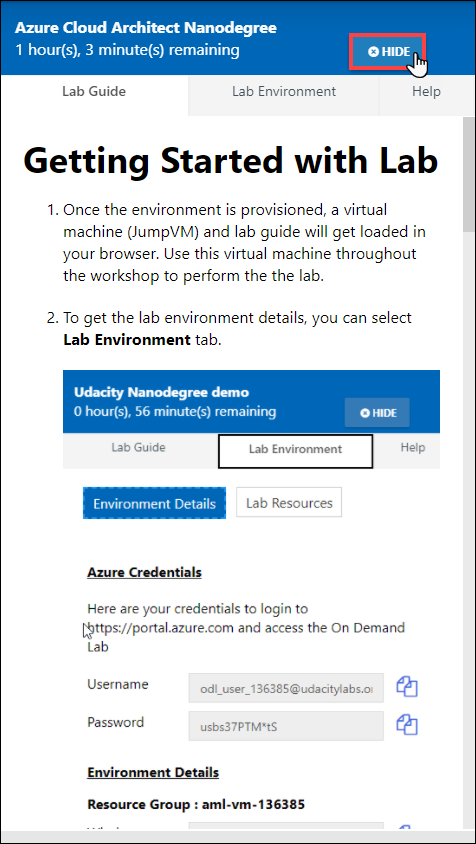 Azure Cloud Architect Nanodegree
1 hour(s), 3 minute(s) remaining
HIDE
Lab Guide
Lab Environment
Help
Getting Started with Lab
1. Once the environment is provisioned, a virtual
machine (JumpVM) and lab guide will get loaded in
your browser. Use this virtual machine throughout
the workshop to perform the the lab.
2. To get the lab environment details, you can select
Lab Environment tab.
Udacity Nanodegree demo
0 hour(s), 56 minute(s) remaining
HIDE
Lab Guide
Lab Environment
Help
Environment Details
Lab Resources
Azure Credentials
Here are your credentials to login to
https://portal.azure.com and access the On Demand
Lab
Username
odl_user_136385@udacitylabs.o
Password
usbs37PTM*tS
Environment Details
Resource Group : aml-vm-136385